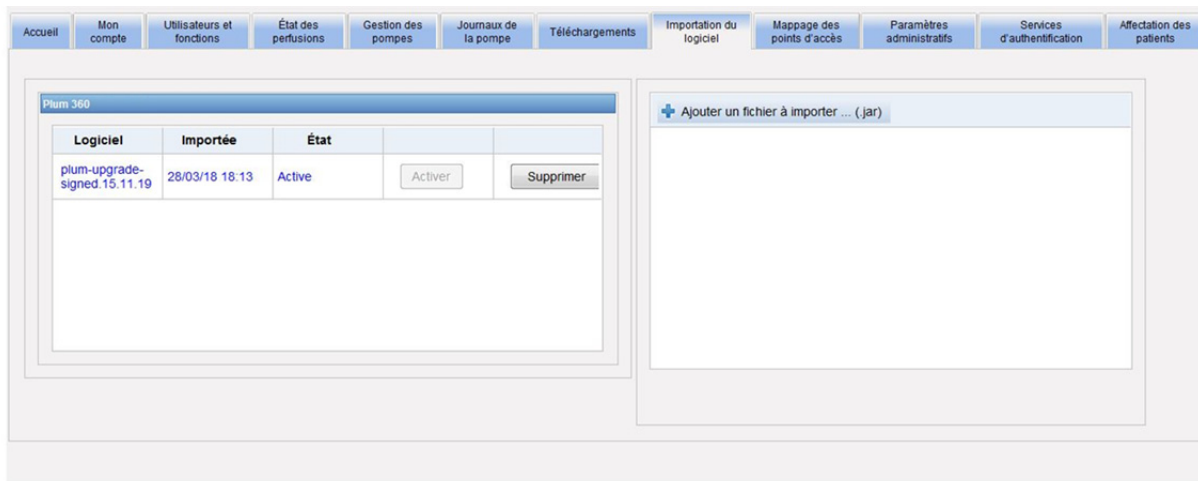 Accueil
Mon
compte
Utilisateurs et
fonctions
État des
perfusions
Gestion des
pompes
Journaux de
la pompe
Téléchargements
Importation du
logiciel
Mappage des
points d'accès
Paramètres
administratifs
Services
d'authentification
Affectation des
patients
Plum 360
Logiciel Importée État
plum-upgrade-
signed.15.11.19 28/03/18 18:13 Active Activer Supprimer
Ajouter un fichier à importer ... (.jar)